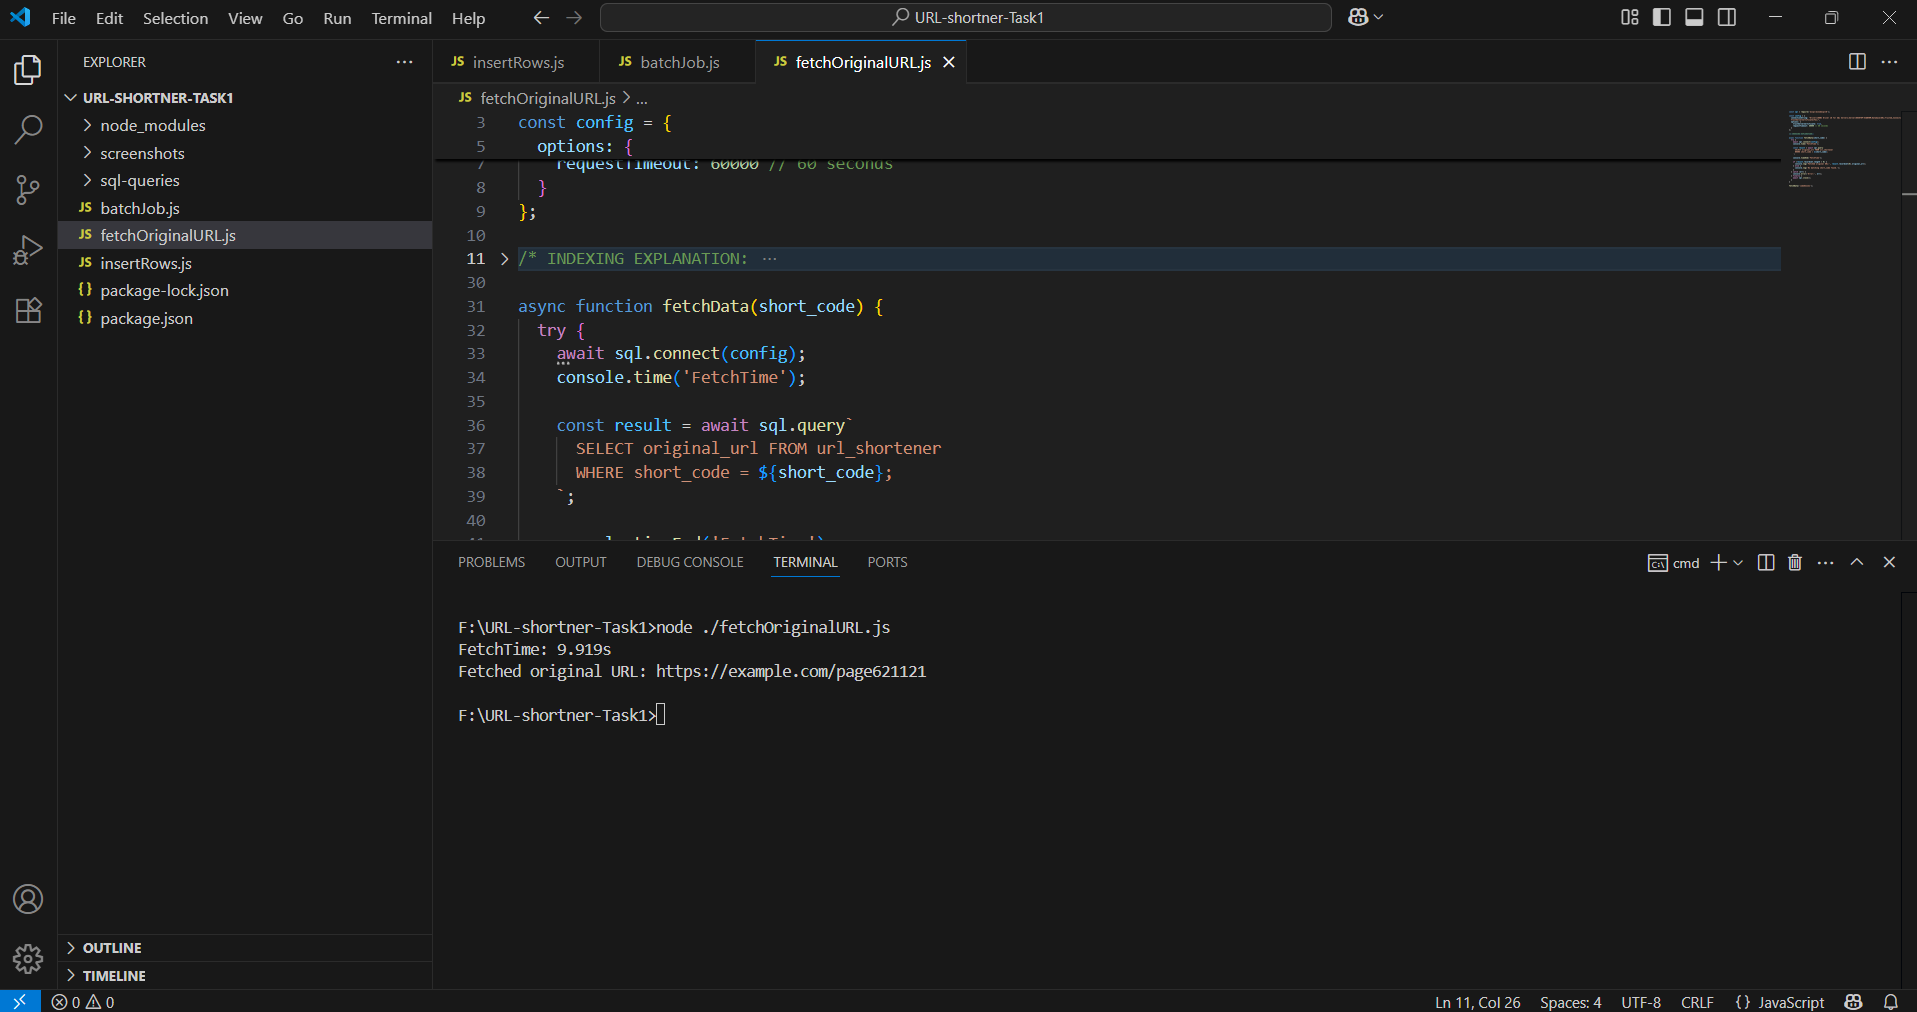 File Edit Selection View Go Run Terminal Help
URL-shortner-Task1
EXPLORER
URL-SHORTNER-TASK1
node_modules
screenshots
sql-queries
JS batchJob.js
JS fetchOriginalURL.js
JS insertRows.js
{} package-lock.json
{} package.json
OUTLINE
TIMELINE
JS insertRows.js
JS batchJob.js
JS fetchOriginalURL.js
JS fetchOriginalURL.js > ...
3 const config = {
5 options: {
7 requestTimeout: 60000 // 60 seconds
8 }
9 };
10
11 /* INDEXING EXPLANATION: ...
30
31 async function fetchData(short_code) {
32 try {
33 await sql.connect(config);
34 console.time('FetchTime');
35
36 const result = await sql.query`
37 SELECT original_url FROM url_shortener
38 WHERE short_code = ${short_code};
39 `;
40
PROBLEMS OUTPUT DEBUG CONSOLE TERMINAL PORTS
cmd
F:\URL-shortner-Task1>node ./fetchOriginalURL.js
FetchTime: 9.919s
Fetched original URL: https://example.com/page621121
F:\URL-shortner-Task1>
0 0
Ln 11, Col 26 Spaces: 4 UTF-8 CRLF {} JavaScript